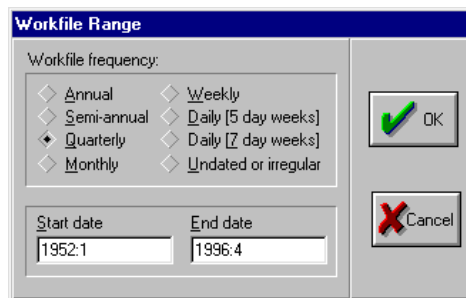 Workfile Range
Workfile frequency:
Annual
Semi-annual
Quarterly
Monthly
Weekly
Daily [5 day weeks]
Daily [7 day weeks]
Undated or irregular
OK
Start date
1952:1
End date
1996:4
Cancel